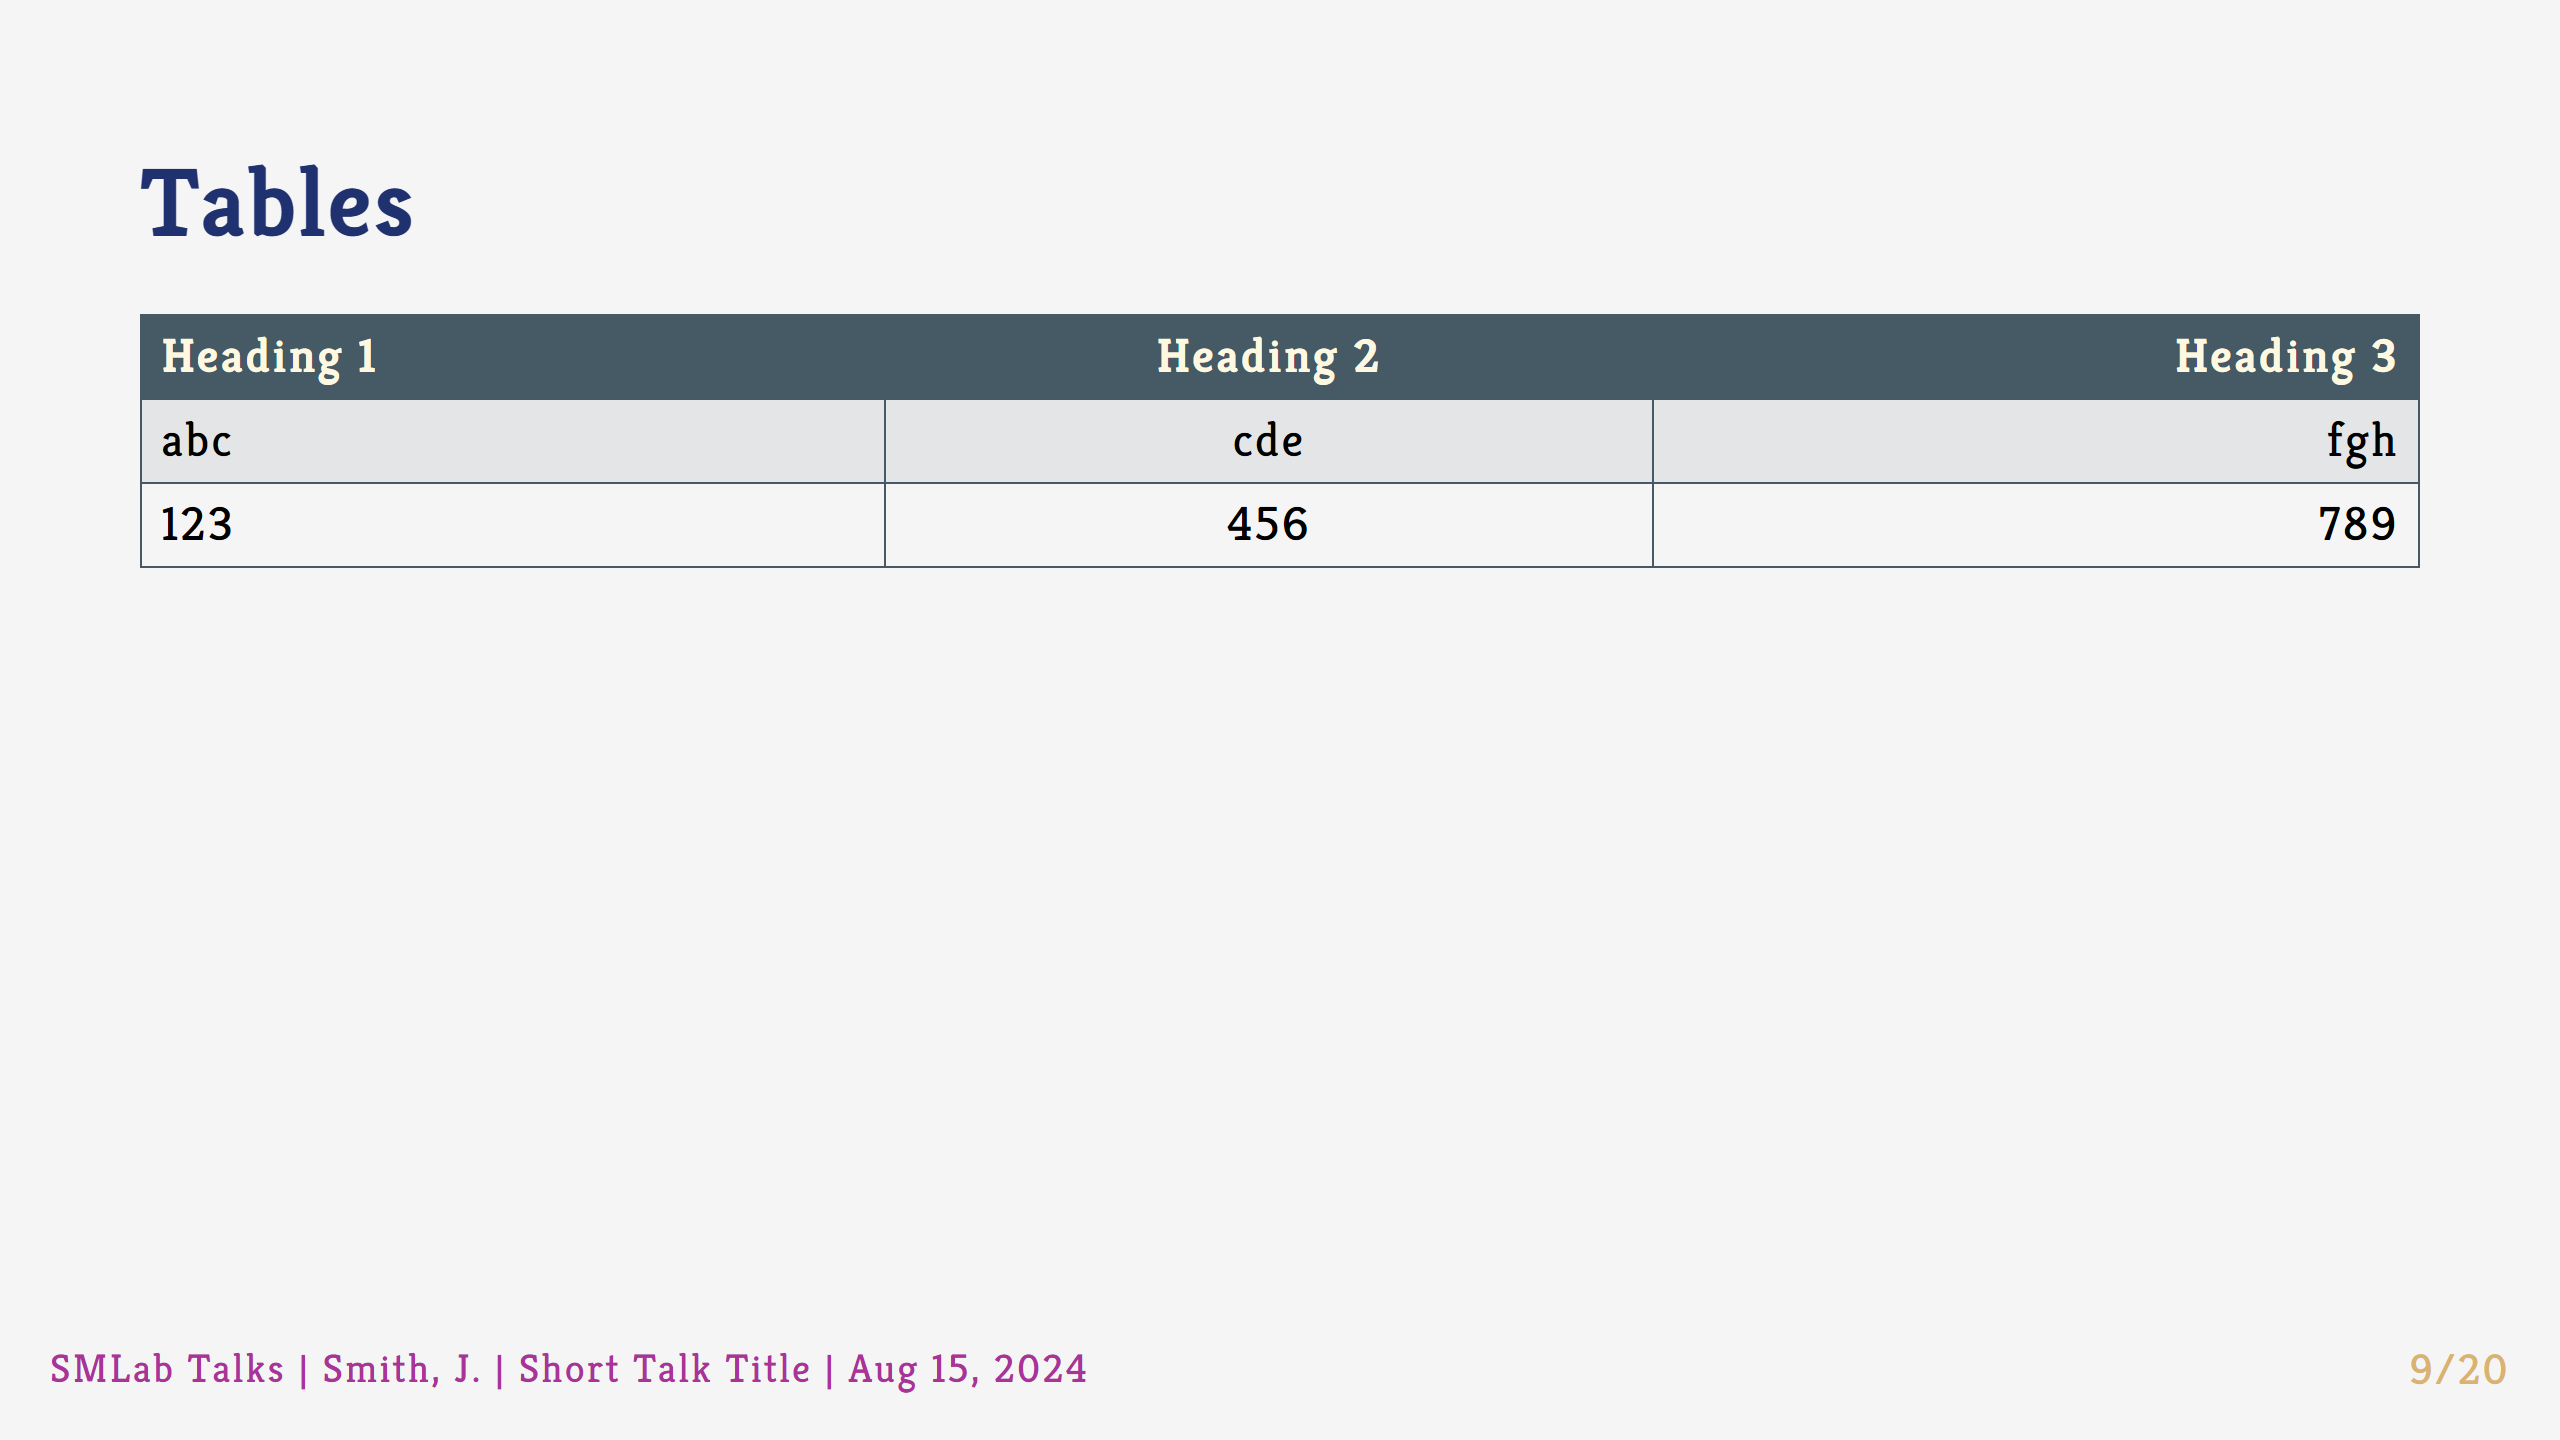 Tables
Heading 1 Heading 2 Heading 3
abc cde fgh
123 456 789
SMLab Talks | Smith, J. | Short Talk Title | Aug 15, 2024 9/20